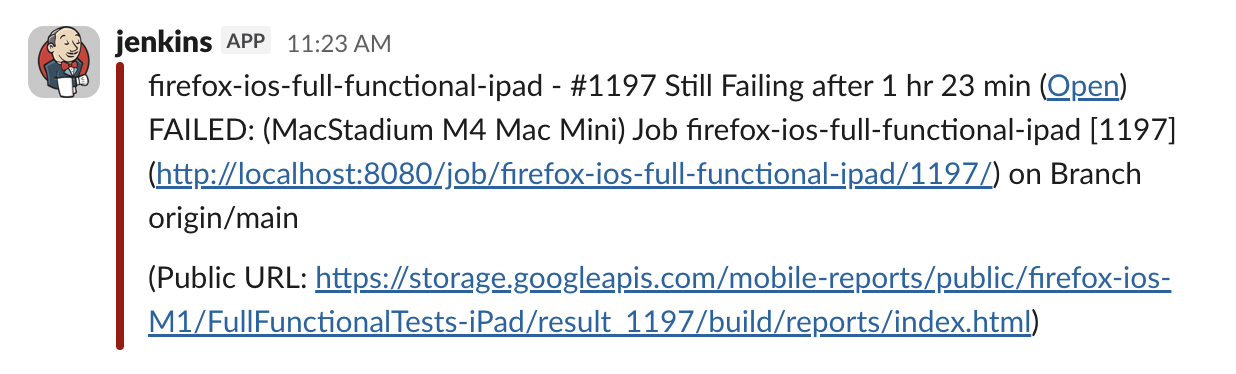 jenkins APP 11:23 AM
firefox-ios-full-functional-ipad - #1197 Still Failing after 1 hr 23 min (Open)
FAILED: (MacStadium M4 Mac Mini) Job firefox-ios-full-functional-ipad [1197]
(http://localhost:8080/job/firefox-ios-full-functional-ipad/1197/) on Branch
origin/main
(Public URL: https://storage.googleapis.com/mobile-reports/public/firefox-ios-
M1/FullFunctionalTests-iPad/result_1197/build/reports/index.html)